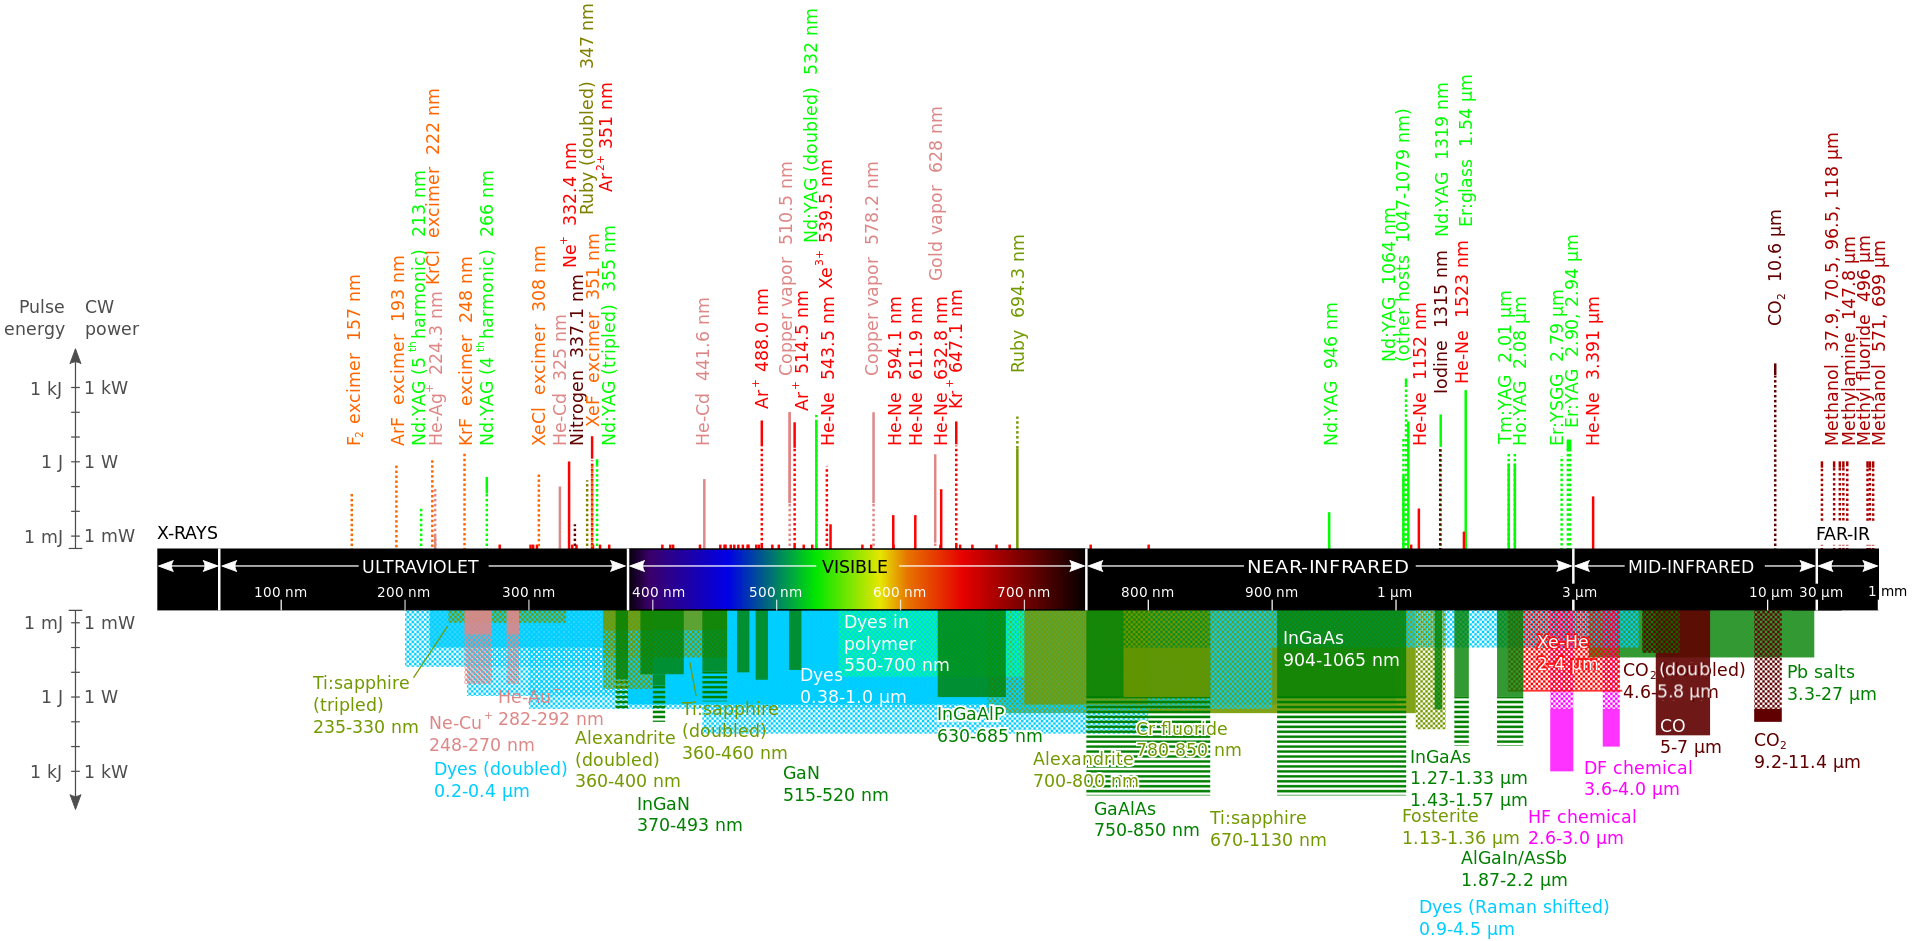 Pulse energy
CW power
1 kJ
1 kW
1 J
1 W
1 mJ
1 mW
F2 excimer 157 nm
ArF excimer 193 nm
Nd:YAG (5th harmonic) 213 nm
KrCl excimer 222 nm
He-Ag+ 224.3 nm
KrF excimer 248 nm
Nd:YAG (4th harmonic) 266 nm
XeCl excimer 308 nm
He-Cd 325 nm
Ne+ 332.4 nm
Nitrogen 337.1 nm
Ruby (doubled) 347 nm
Ar2+ 351 nm
XeF excimer 351 nm
Nd:YAG (tripled) 355 nm
He-Cd 441.6 nm
Ar+ 488.0 nm
Copper vapor 510.5 nm
Ar+ 514.5 nm
Nd:YAG (doubled) 532 nm
Xe3+ 539.5 nm
He-Ne 543.5 nm
Copper vapor 578.2 nm
He-Ne 594.1 nm
He-Ne 611.9 nm
Gold vapor 628 nm
He-Ne 632.8 nm
Kr+ 647.1 nm
Ruby 694.3 nm
Nd:YAG 946 nm
Nd:YAG 1064 nm
(other hosts 1047-1079 nm)
He-Ne 1152 nm
Iodine 1315 nm
Nd:YAG 1319 nm
He-Ne 1523 nm
Er:glass 1.54 µm
Tm:YAG 2.01 µm
Ho:YAG 2.08 µm
Er:YSGG 2.79 µm
Er:YAG 2.90, 2.94 µm
He-Ne 3.391 µm
CO2 10.6 µm
Methanol 37.9, 70.5, 96.5, 118 µm
Methylamine 147.8 µm
Methyl fluoride 496 µm
Methanol 571, 699 µm
X-RAYS
FAR-IR
ULTRAVIOLET
VISIBLE
NEAR-INFRARED
MID-INFRARED
100 nm
200 nm
300 nm
400 nm
500 nm
600 nm
700 nm
800 nm
900 nm
1 µm
3 µm
10 µm
30 µm
1 mm
1 mJ
1 mW
1 J
1 W
1 kJ
1 kW
Ti:sapphire
(tripled)
235-330 nm
He-Au
282-292 nm
Ne-Cu+
248-270 nm
Dyes (doubled)
0.2-0.4 µm
Alexandrite
(doubled)
360-400 nm
InGaN
370-493 nm
Ti:sapphire
(doubled)
360-460 nm
GaN
515-520 nm
Dyes in
polymer
550-700 nm
Dyes
0.38-1.0 µm
InGaAlP
630-685 nm
Alexandrite
700-800 nm
Cr fluoride
780-850 nm
GaAlAs
750-850 nm
Ti:sapphire
670-1130 nm
InGaAs
904-1065 nm
InGaAs
1.27-1.33 µm
1.43-1.57 µm
Fosterite
1.13-1.36 µm
AlGaIn/AsSb
1.87-2.2 µm
Dyes (Raman shifted)
0.9-4.5 µm
Xe-He
2-4 µm
HF chemical
2.6-3.0 µm
DF chemical
3.6-4.0 µm
CO2 (doubled)
4.6-5.8 µm
CO
5-7 µm
CO2
9.2-11.4 µm
Pb salts
3.3-27 µm